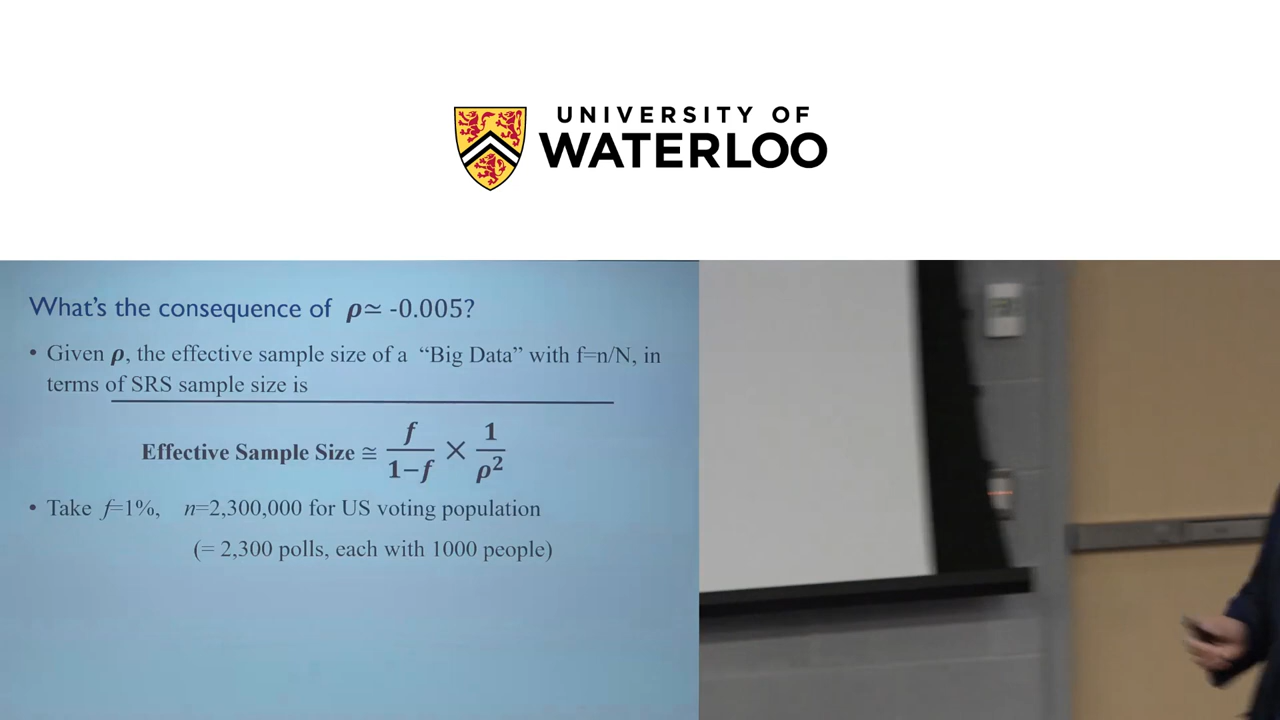 UNIVERSITY OF
WATERLOO
What's the consequence of ρ≃ -0.005?
• Given ρ, the effective sample size of a “Big Data” with f=n/N, in
terms of SRS sample size is
Effective Sample Size ≅ f/(1−f) × 1/ρ²
• Take f=1%, n=2,300,000 for US voting population
(= 2,300 polls, each with 1000 people)